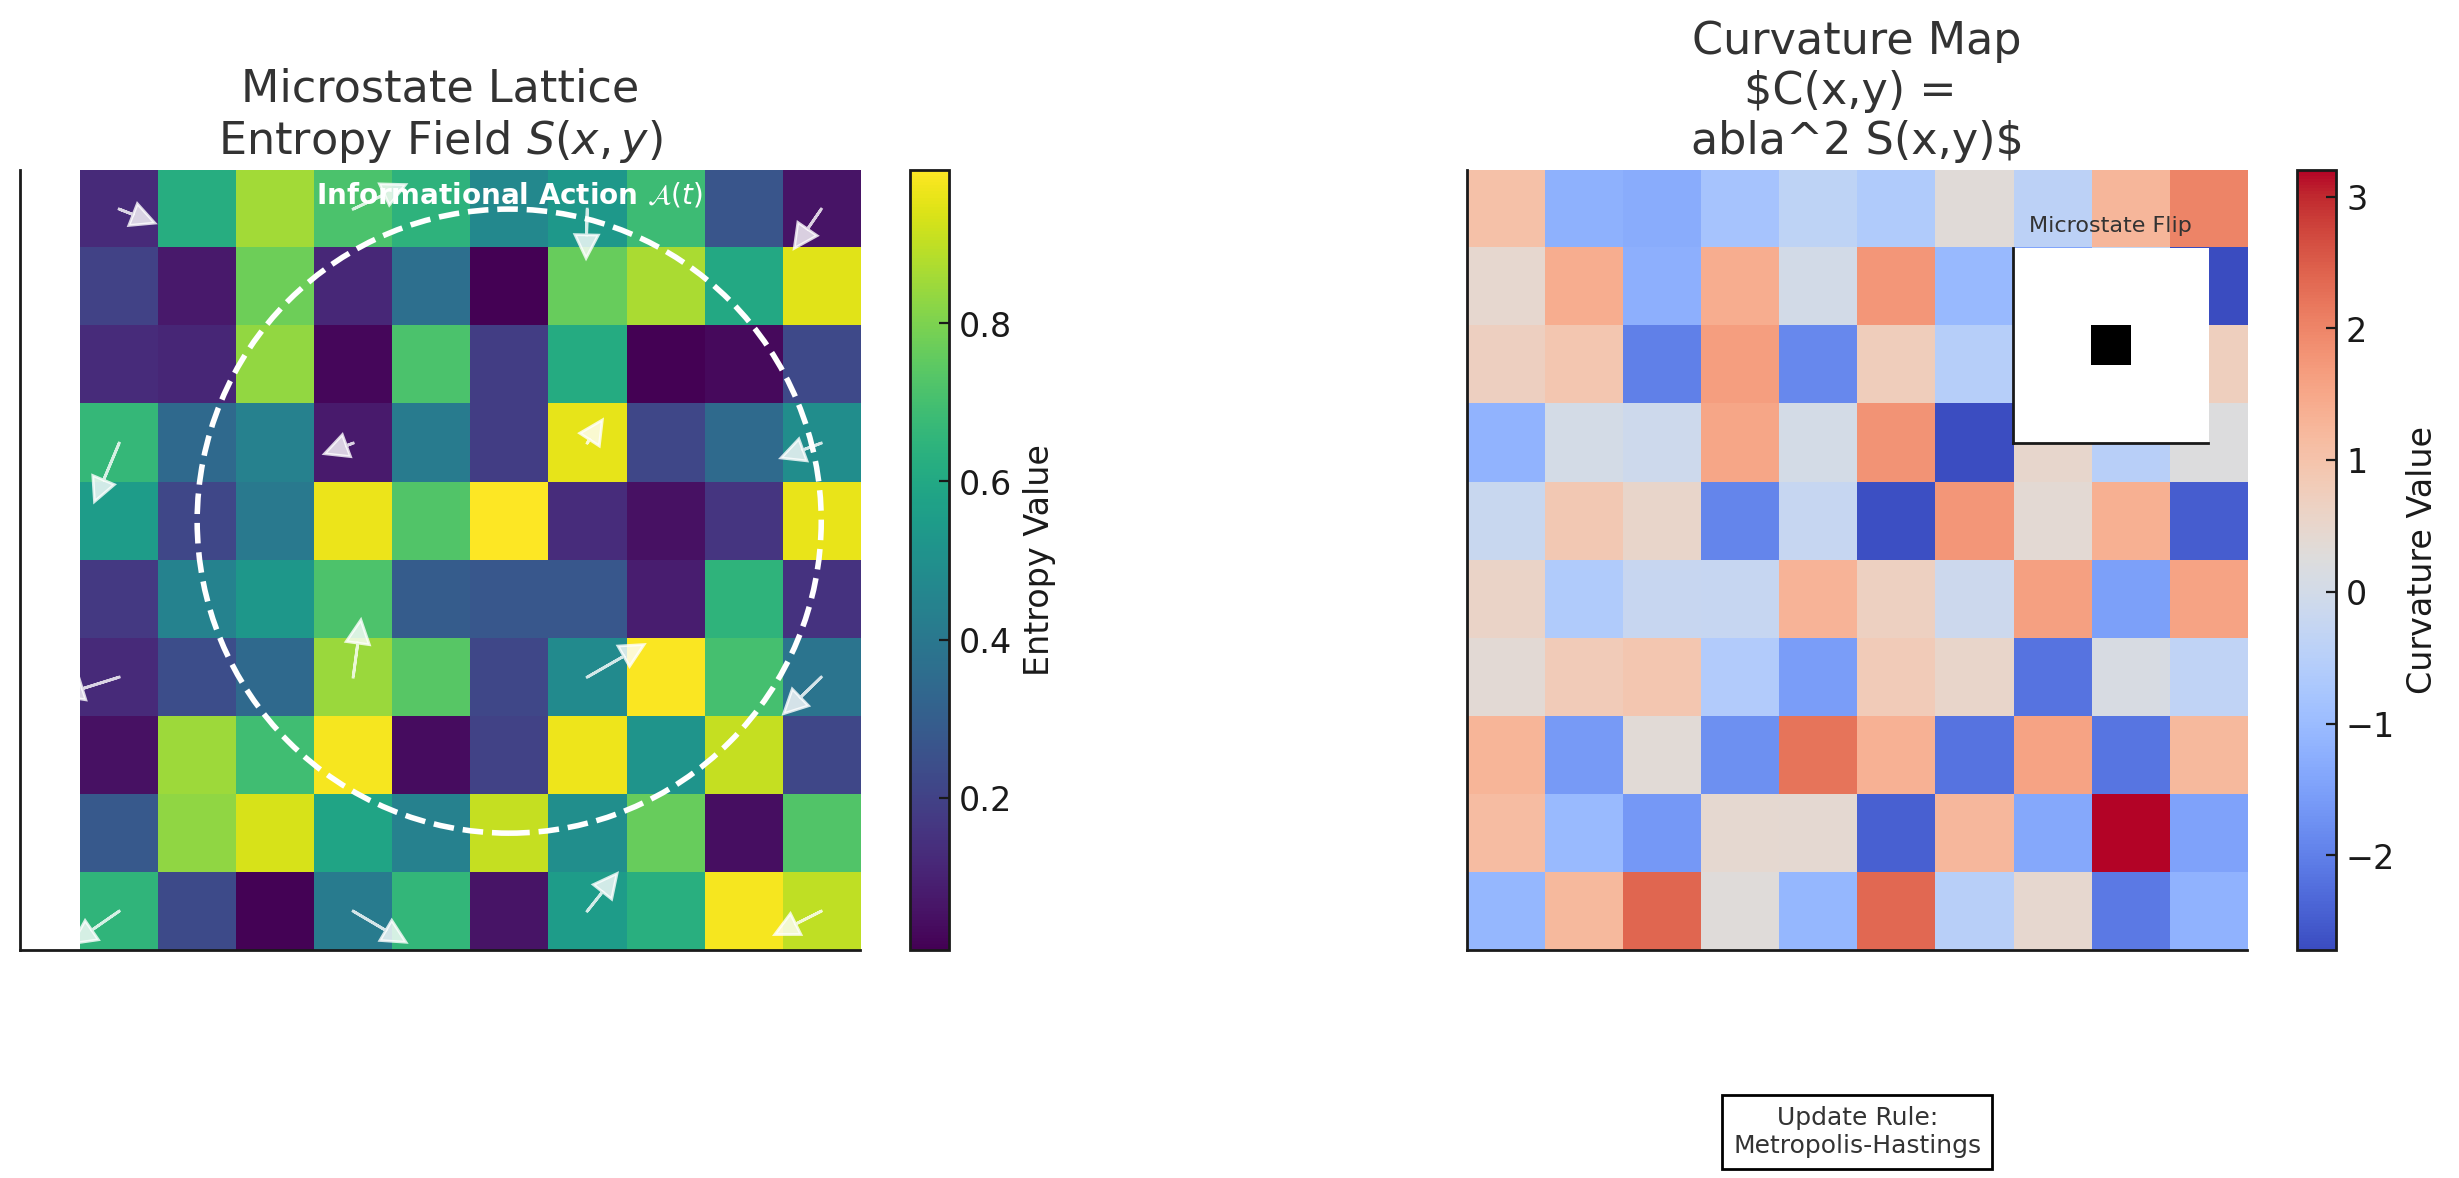 Microstate Lattice
Entropy Field S(x, y)
Informational Action 𝒜(t)
0.8
0.6
0.4
0.2
Entropy Value
Curvature Map
$C(x,y) =
abla^2 S(x,y)$
Microstate Flip
3
2
1
0
−1
−2
Curvature Value
Update Rule:
Metropolis-Hastings